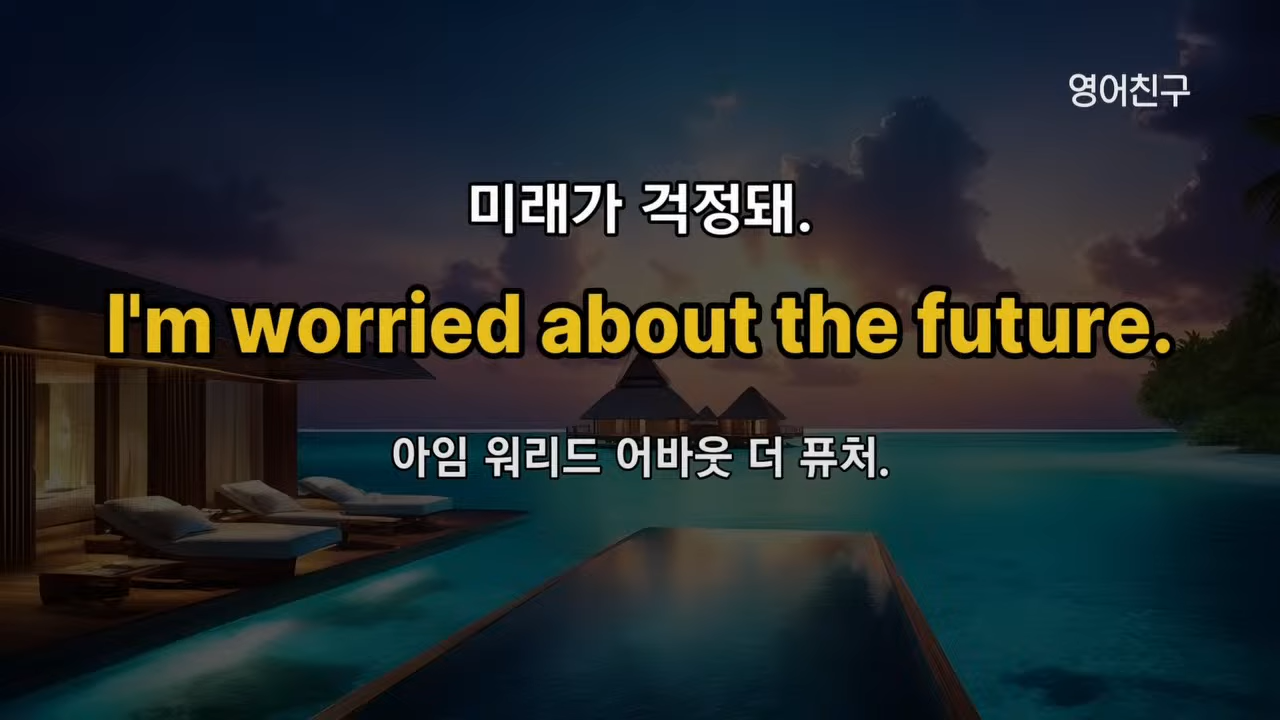 영어친구
미래가 걱정돼.
I'm worried about the future.
아임 워리드 어바웃 더 퓨처.